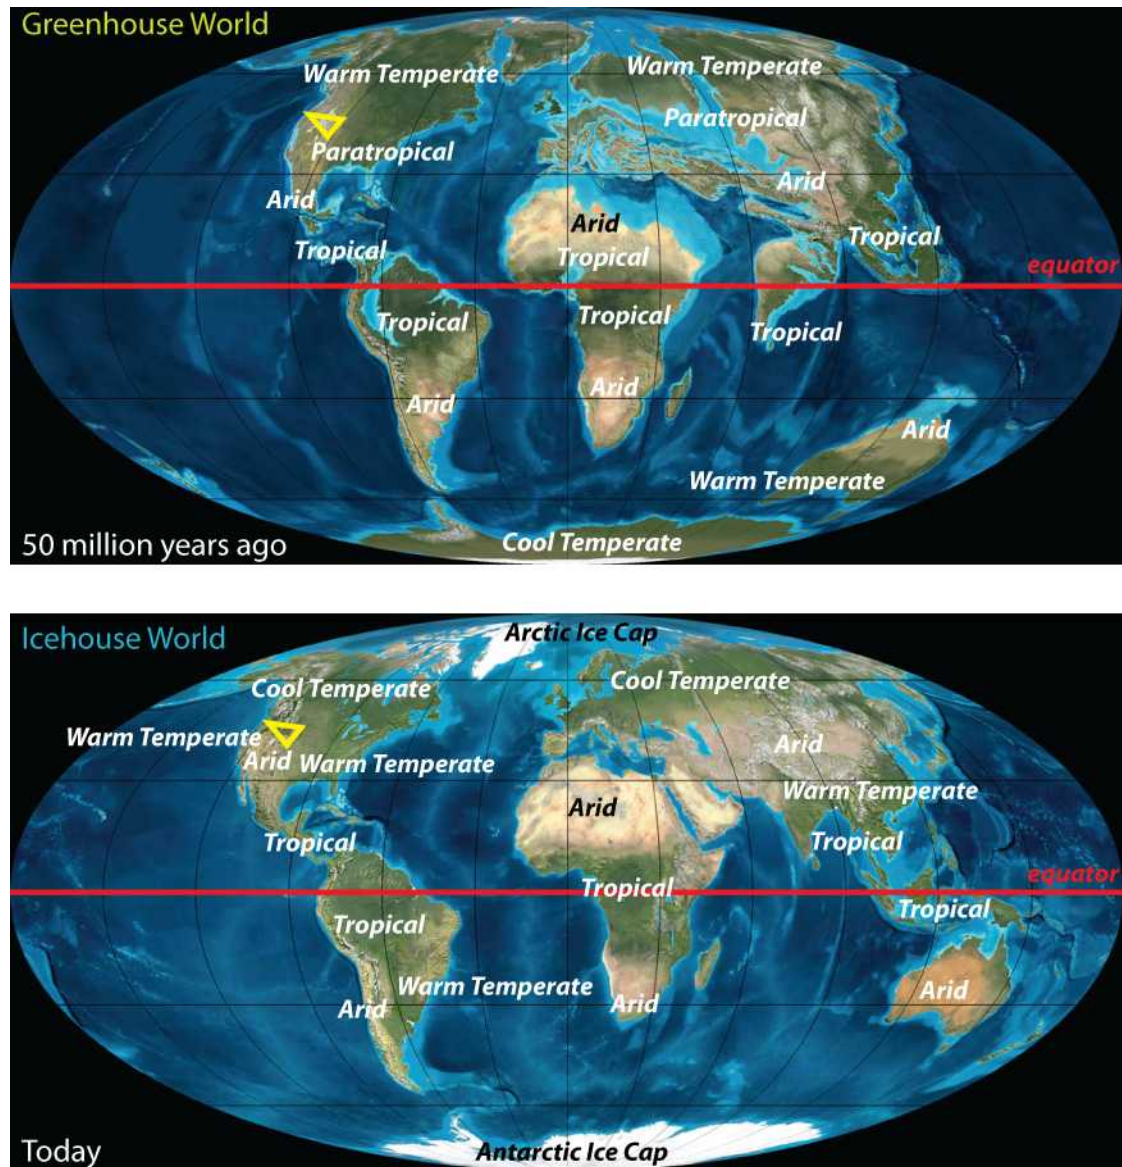 Greenhouse World
Warm Temperate
Warm Temperate
Paratropical
Paratropical
Arid
Arid
Arid
Tropical
Tropical
Tropical
equator
Tropical
Tropical
Tropical
Arid
Arid
Arid
Warm Temperate
50 million years ago
Cool Temperate
Icehouse World
Arctic Ice Cap
Cool Temperate
Cool Temperate
Warm Temperate
Arid
Warm Temperate
Arid
Warm Temperate
Arid
Tropical
Tropical
equator
Tropical
Tropical
Tropical
Warm Temperate
Arid
Arid
Arid
Today
Antarctic Ice Cap